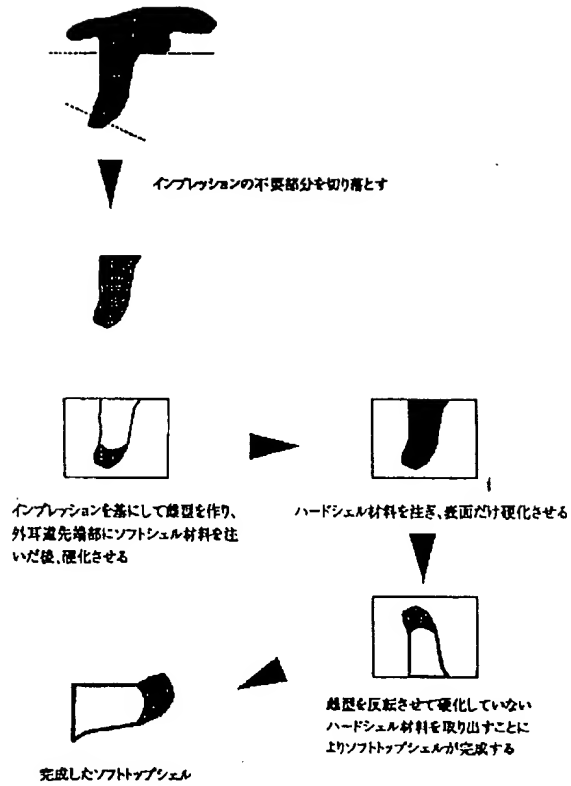 インプレッションの不要部分を切り落とす
インプレッションを基にして雌型を作り、
外耳道先端部にソフトシェル材料を注
いだ後、硬化させる
ハードシェル材料を注ぎ、表面だけ硬化させる
雌型を反転させて硬化していない
ハードシェル材料を取り出すことに
よりソフトトップシェルが完成する
完成したソフトトップシェル